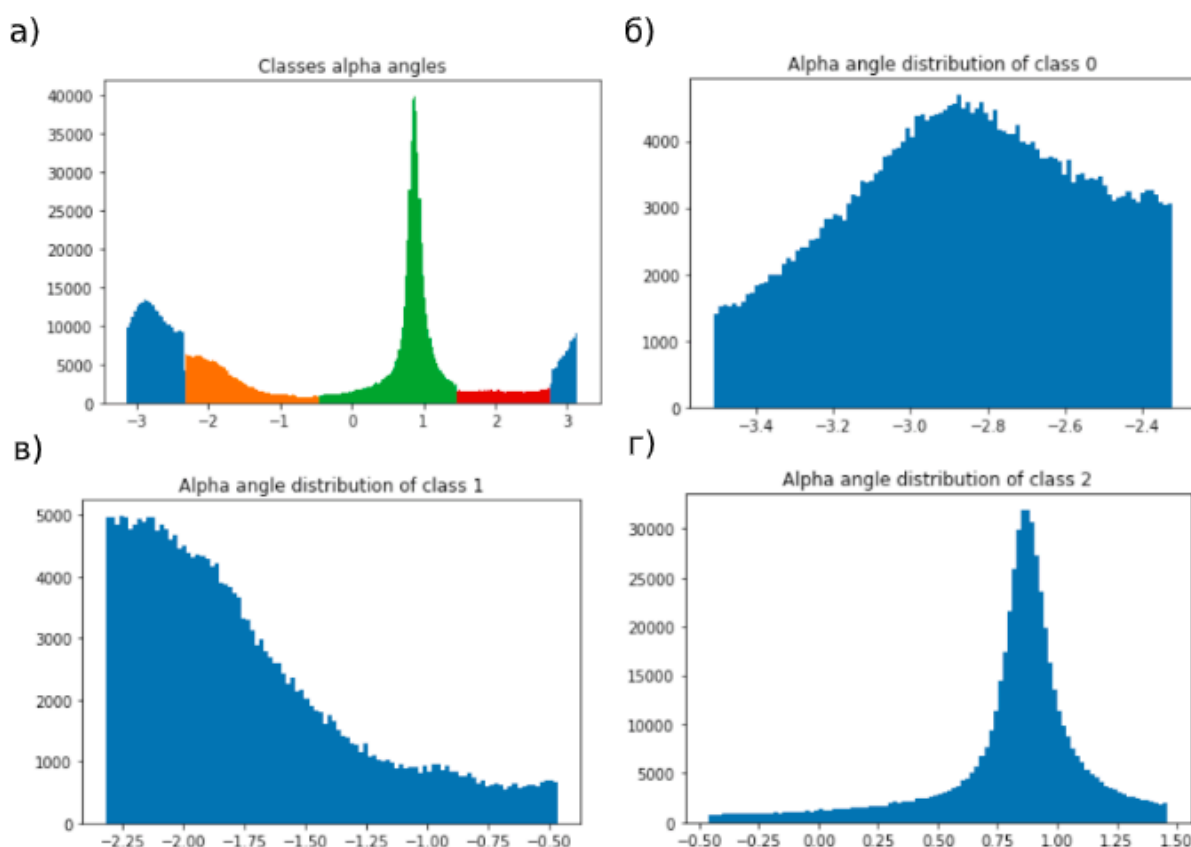 а)
Classes alpha angles
40000
35000
30000
25000
20000
15000
10000
5000
0
−3 −2 −1 0 1 2 3
б)
Alpha angle distribution of class 0
4000
3000
2000
1000
0
−3.4 −3.2 −3.0 −2.8 −2.6 −2.4
в)
Alpha angle distribution of class 1
5000
4000
3000
2000
1000
0
−2.25 −2.00 −1.75 −1.50 −1.25 −1.00 −0.75 −0.50
г)
Alpha angle distribution of class 2
30000
25000
20000
15000
10000
5000
0
−0.50 −0.25 0.00 0.25 0.50 0.75 1.00 1.25 1.50